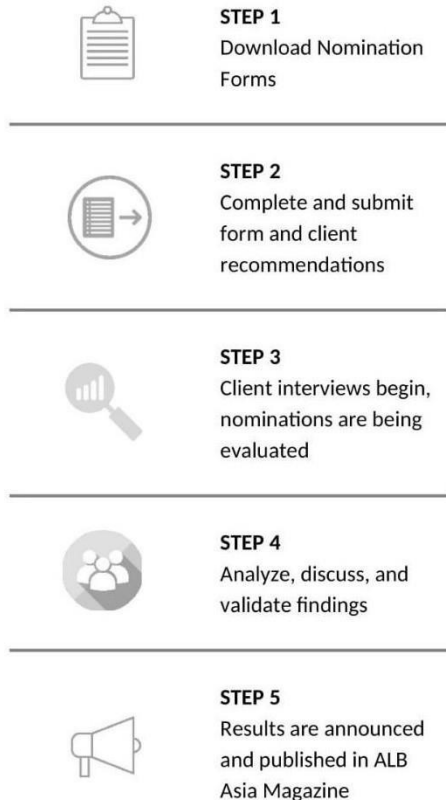 STEP 1
Download Nomination
Forms
STEP 2
Complete and submit
form and client
recommendations
STEP 3
Client interviews begin,
nominations are being
evaluated
STEP 4
Analyze, discuss, and
validate findings
STEP 5
Results are announced
and published in ALB
Asia Magazine